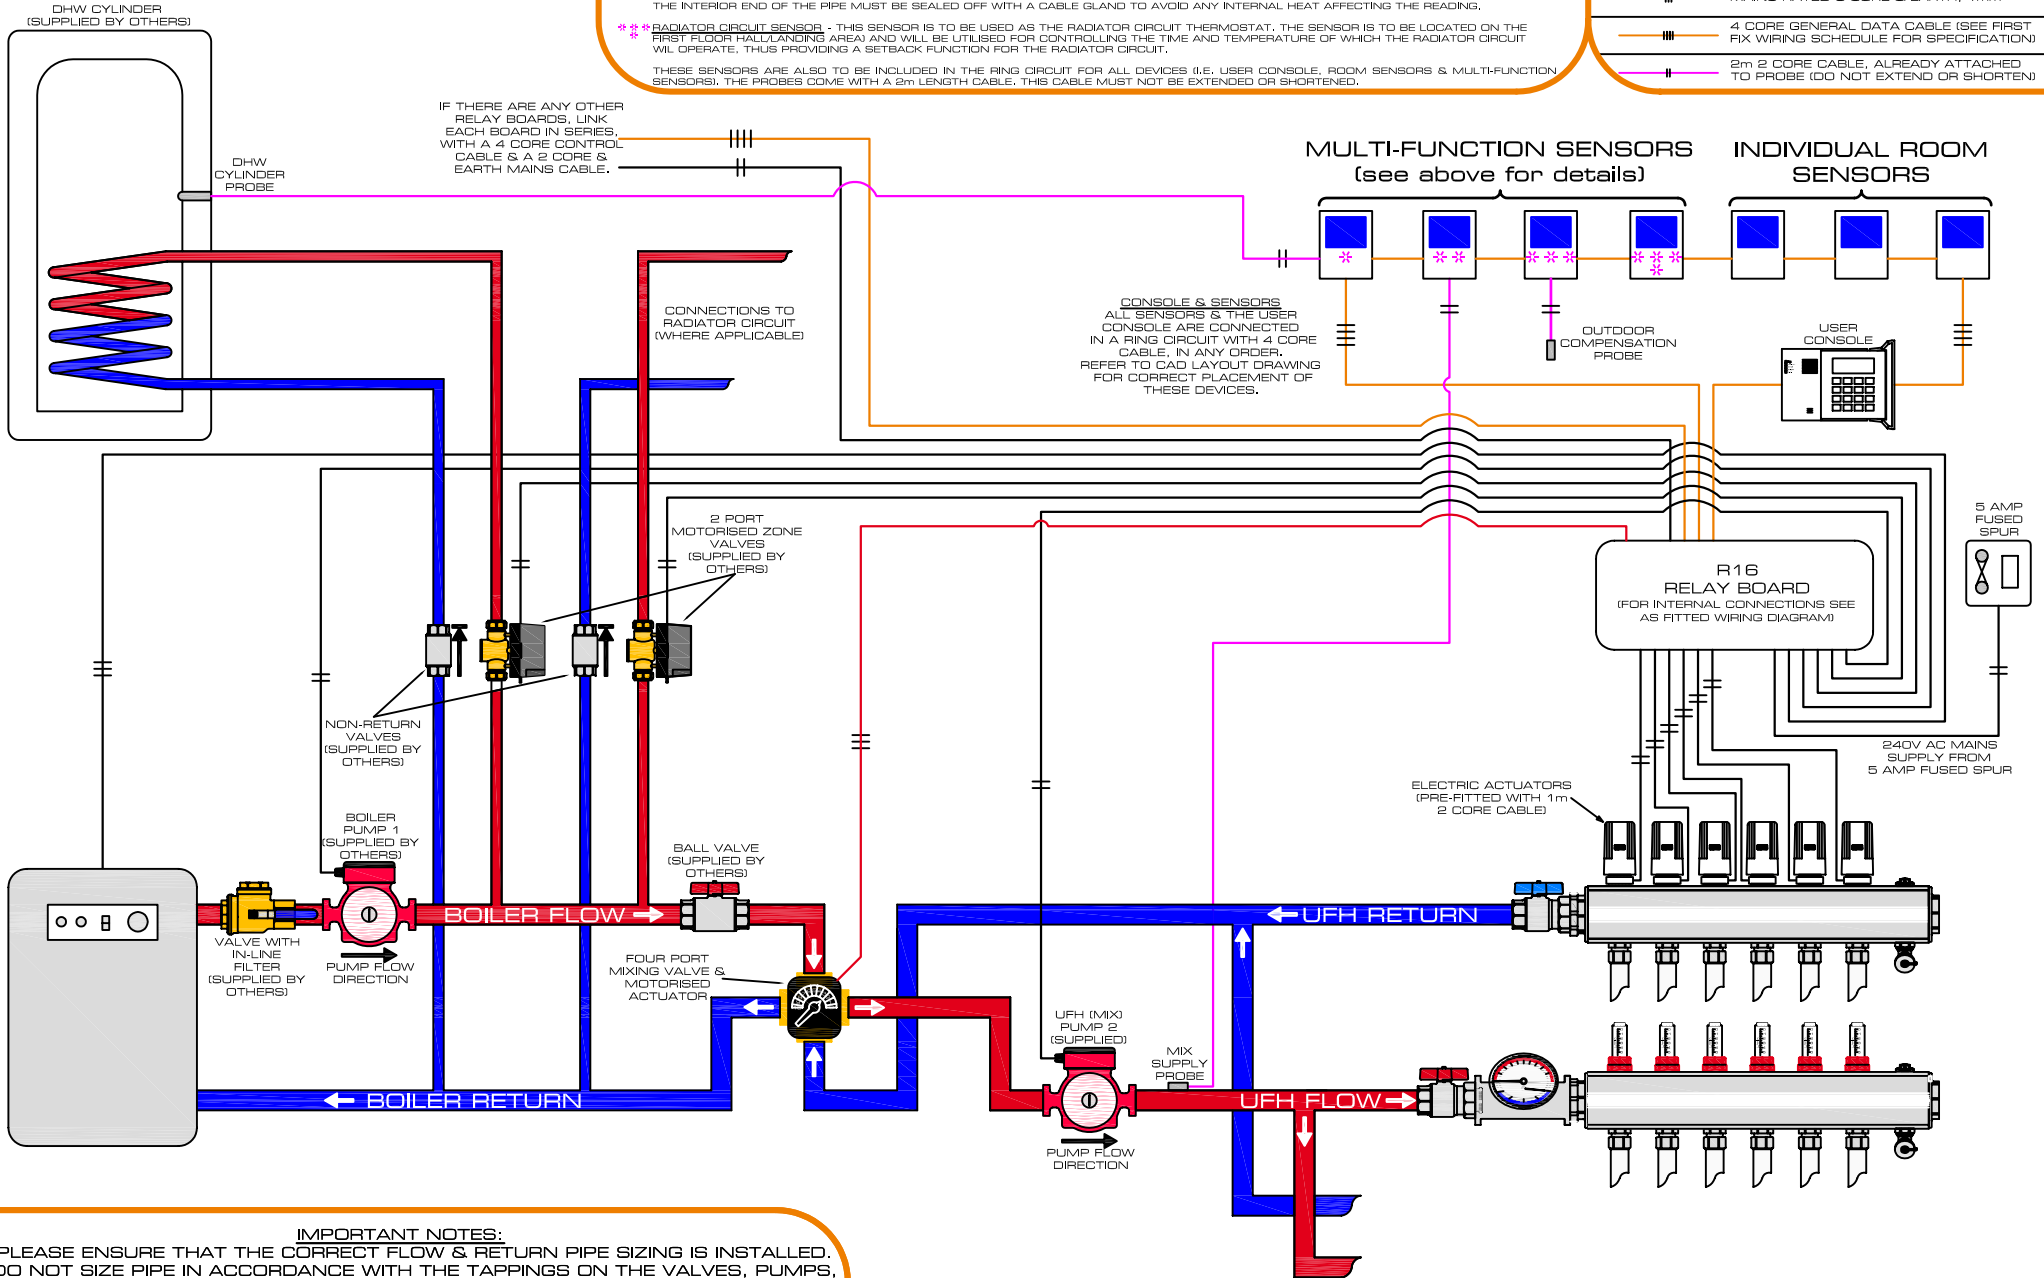 DHW CYLINDER
(SUPPLIED BY OTHERS)
THE INTERIOR END OF THE PIPE MUST BE SEALED OFF WITH A CABLE GLAND TO AVOID ANY INTERNAL HEAT AFFECTING THE READING.
RADIATOR CIRCUIT SENSOR - THIS SENSOR IS TO BE USED AS THE RADIATOR CIRCUIT THERMOSTAT. THE SENSOR IS TO BE LOCATED ON THE
FIRST FLOOR HALL/LANDING AREA) AND WILL BE UTILISED FOR CONTROLLING THE TIME AND TEMPERATURE OF WHICH THE RADIATOR CIRCUIT
WIL OPERATE, THUS PROVIDING A SETBACK FUNCTION FOR THE RADIATOR CIRCUIT.
THESE SENSORS ARE ALSO TO BE INCLUDED IN THE RING CIRCUIT FOR ALL DEVICES (I.E. USER CONSOLE, ROOM SENSORS & MULTI-FUNCTION
SENSORS). THE PROBES COME WITH A 2m LENGTH CABLE. THIS CABLE MUST NOT BE EXTENDED OR SHORTENED.
4 CORE GENERAL DATA CABLE (SEE FIRST
FIX WIRING SCHEDULE FOR SPECIFICATION)
2m 2 CORE CABLE, ALREADY ATTACHED
TO PROBE (DO NOT EXTEND OR SHORTEN)
IF THERE ARE ANY OTHER
RELAY BOARDS, LINK
EACH BOARD IN SERIES,
WITH A 4 CORE CONTROL
CABLE & A 2 CORE &
EARTH MAINS CABLE.
DHW
CYLINDER
PROBE
MULTI-FUNCTION SENSORS
(see above for details)
INDIVIDUAL ROOM
SENSORS
CONNECTIONS TO
RADIATOR CIRCUIT
(WHERE APPLICABLE)
CONSOLE & SENSORS
ALL SENSORS & THE USER
CONSOLE ARE CONNECTED
IN A RING CIRCUIT WITH 4 CORE
CABLE, IN ANY ORDER.
REFER TO CAD LAYOUT DRAWING
FOR CORRECT PLACEMENT OF
THESE DEVICES.
OUTDOOR
COMPENSATION
PROBE
USER
CONSOLE
2 PORT
MOTORISED ZONE
VALVES
(SUPPLIED BY
OTHERS)
5 AMP
FUSED
SPUR
R16
RELAY BOARD
(FOR INTERNAL CONNECTIONS SEE
AS FITTED WIRING DIAGRAM)
NON-RETURN
VALVES
(SUPPLIED BY
OTHERS)
240V AC MAINS
SUPPLY FROM
5 AMP FUSED SPUR
ELECTRIC ACTUATORS
(PRE-FITTED WITH 1m
2 CORE CABLE)
BOILER
PUMP 1
(SUPPLIED BY
OTHERS)
BALL VALVE
(SUPPLIED BY
OTHERS)
BOILER FLOW
UFH RETURN
VALVE WITH
IN-LINE
FILTER
(SUPPLIED BY
OTHERS)
PUMP FLOW
DIRECTION
FOUR PORT
MIXING VALVE &
MOTORISED
ACTUATOR
UFH (MIX)
PUMP 2
(SUPPLIED)
MIX
SUPPLY
PROBE
BOILER RETURN
UFH FLOW
PUMP FLOW
DIRECTION
IMPORTANT NOTES:
PLEASE ENSURE THAT THE CORRECT FLOW & RETURN PIPE SIZING IS INSTALLED.
DO NOT SIZE PIPE IN ACCORDANCE WITH THE TAPPINGS ON THE VALVES, PUMPS,